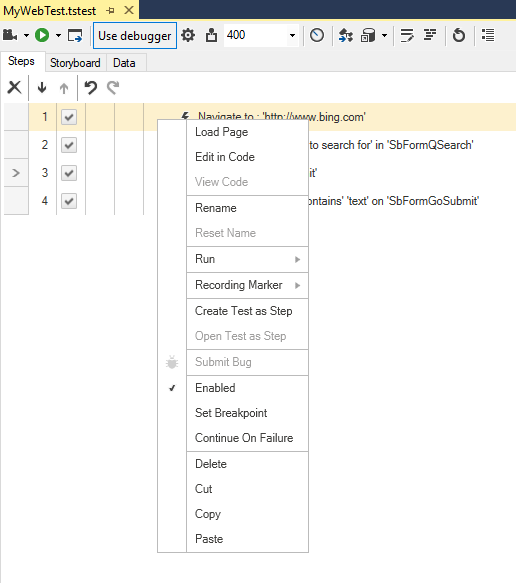 MyWebTest.tstest
Use debugger
400
Steps Storyboard Data
1 Navigate to : 'http://www.bing.com'
2 to search for' in 'SbFormQSearch'
3
4 'text' on 'SbFormGoSubmit'
Load Page
Edit in Code
View Code
Rename
Reset Name
Run
Recording Marker
Create Test as Step
Open Test as Step
Submit Bug
Enabled
Set Breakpoint
Continue On Failure
Delete
Cut
Copy
Paste